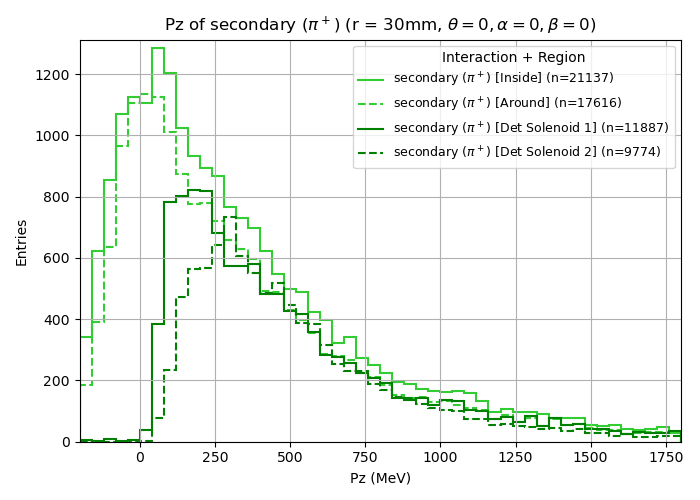 Pz of secondary (π⁺) (r = 30mm, θ = 0, α = 0, β = 0)
Interaction + Region
secondary (π⁺) [Inside] (n=21137)
secondary (π⁺) [Around] (n=17616)
secondary (π⁺) [Det Solenoid 1] (n=11887)
secondary (π⁺) [Det Solenoid 2] (n=9774)
Entries
1200
1000
800
600
400
200
0
0 250 500 750 1000 1250 1500 1750
Pz (MeV)